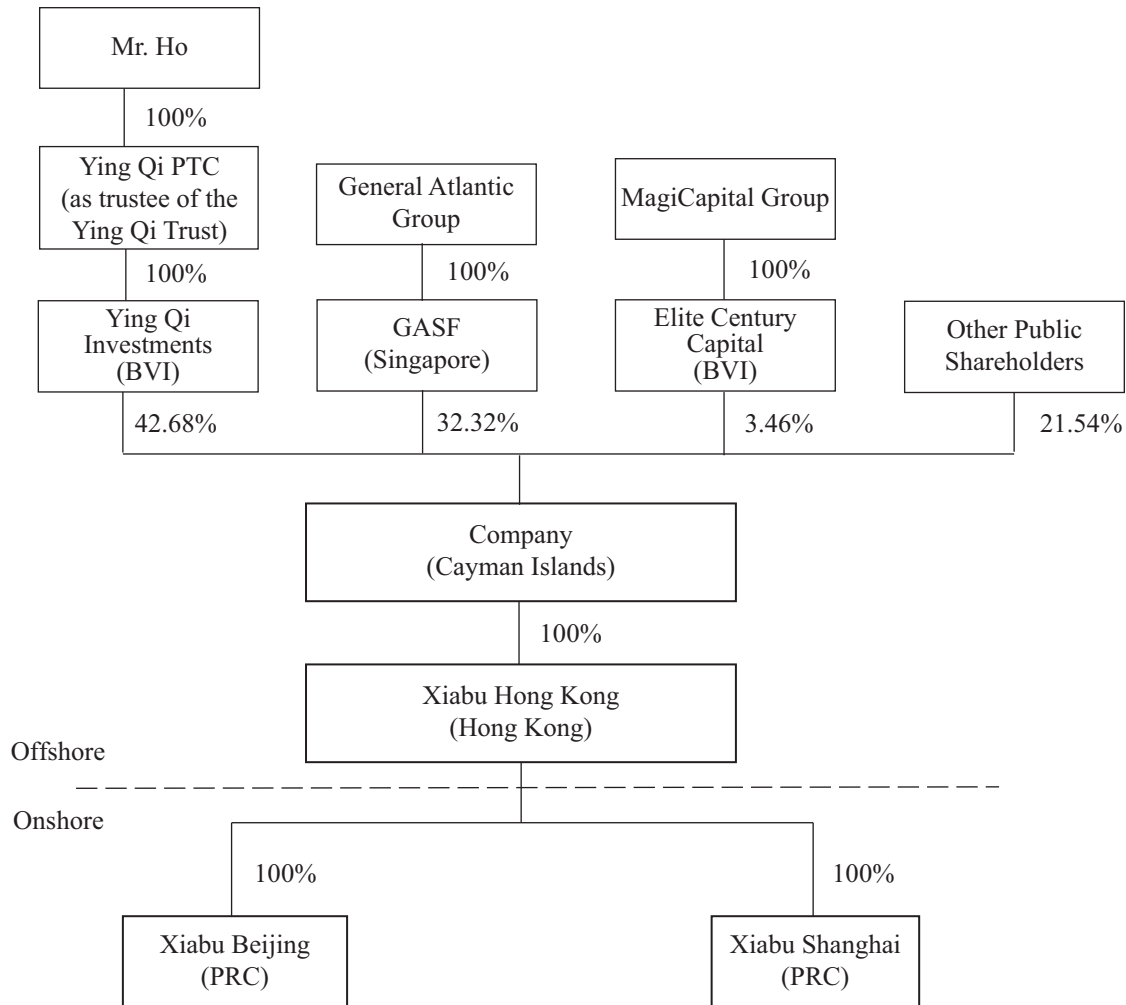 Mr. Ho
100%
Ying Qi PTC
(as trustee of the
Ying Qi Trust)
General Atlantic
Group
MagiCapital Group
100%
100%
100%
Ying Qi
Investments
(BVI)
GASF
(Singapore)
Elite Century
Capital
(BVI)
Other Public
Shareholders
42.68%
32.32%
3.46%
21.54%
Company
(Cayman Islands)
100%
Xiabu Hong Kong
(Hong Kong)
Offshore
Onshore
100%
100%
Xiabu Beijing
(PRC)
Xiabu Shanghai
(PRC)